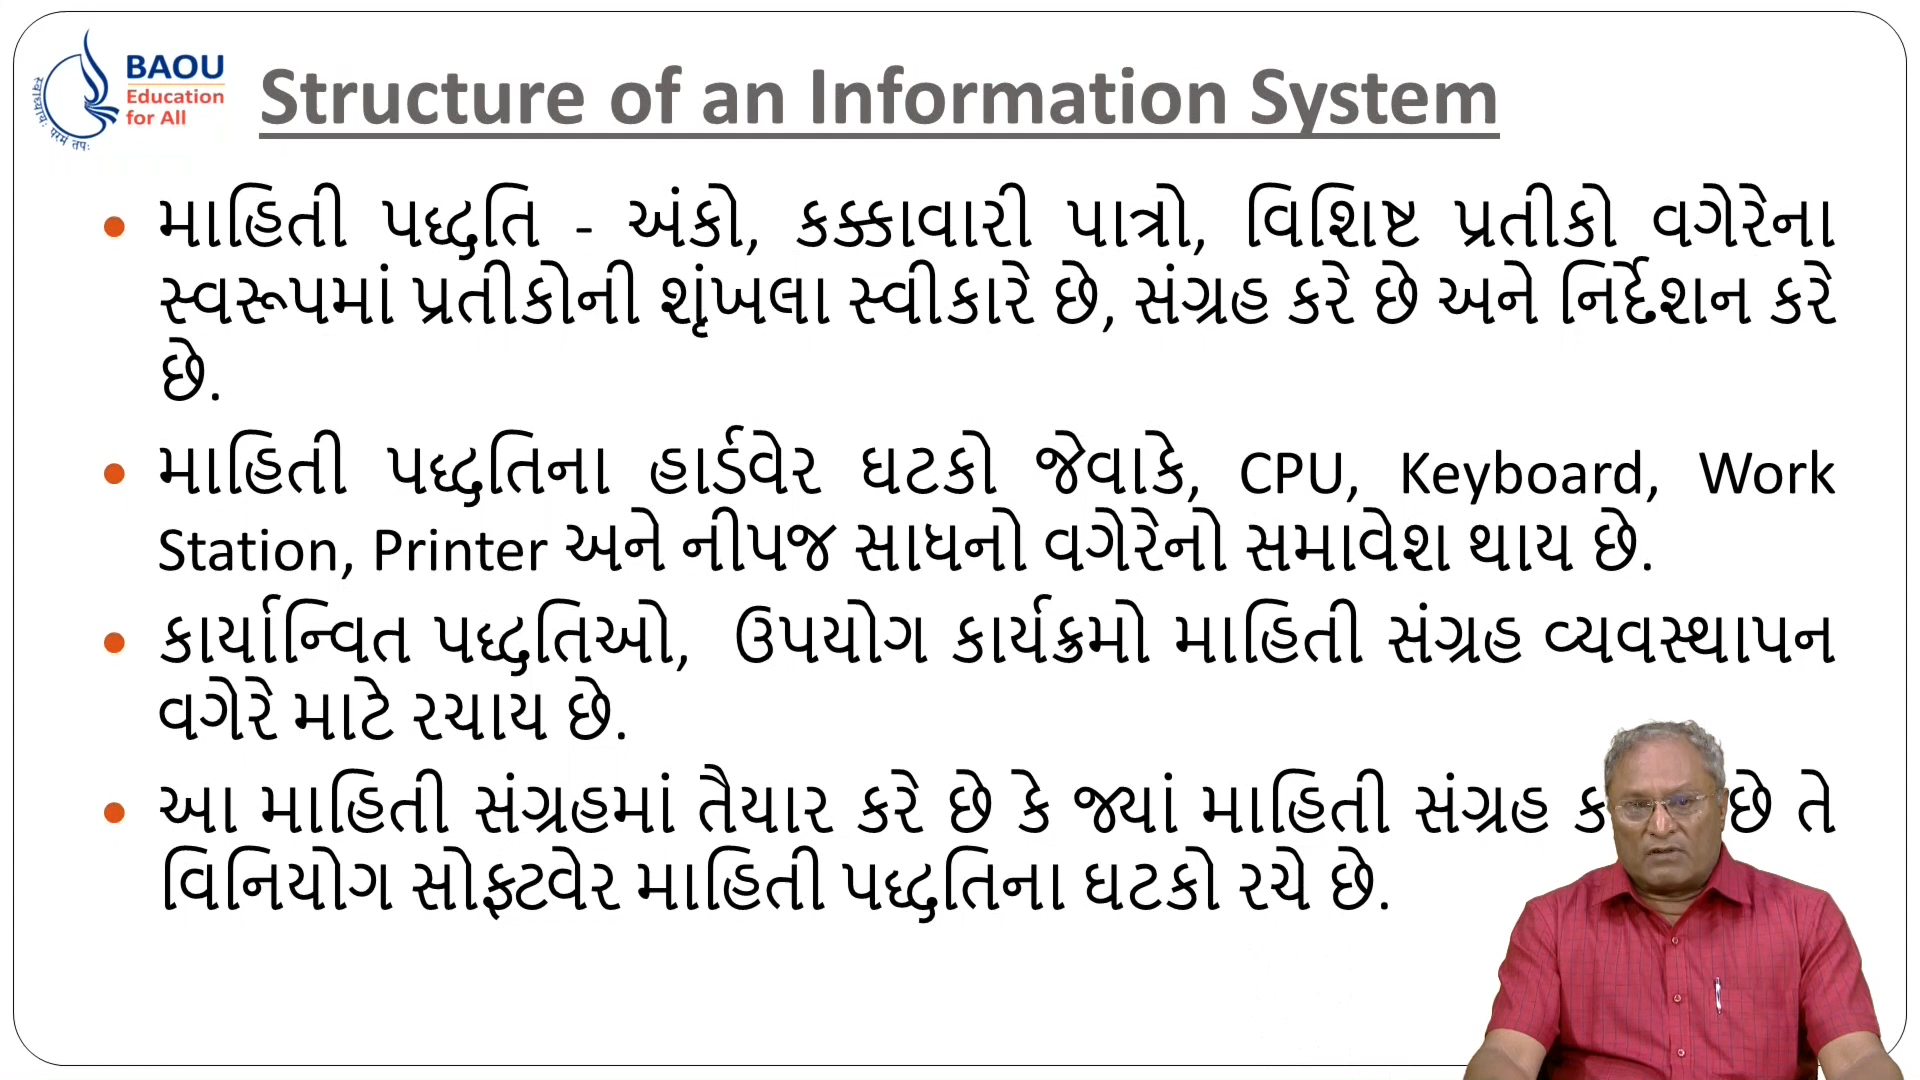 BAOU
Education
for All
स्वाध्यायः परमं तपः
Structure of an Information System
• માહિતી પદ્ધતિ - અંકો, કક્કાવારી પાત્રો, વિશિષ્ટ પ્રતીકો વગેરેના
સ્વરૂપમાં પ્રતીકોની શૃંખલા સ્વીકારે છે, સંગ્રહ કરે છે અને નિર્દેશન કરે
છે.
• માહિતી પદ્ધતિના હાર્ડવેર ઘટકો જેવાકે, CPU, Keyboard, Work
Station, Printer અને નીપજ સાધનો વગેરેનો સમાવેશ થાય છે.
• કાર્યાન્વિત પદ્ધતિઓ, ઉપયોગ કાર્યક્રમો માહિતી સંગ્રહ વ્યવસ્થાપન
વગેરે માટે રચાય છે.
• આ માહિતી સંગ્રહમાં તૈયાર કરે છે કે જ્યાં માહિતી સંગ્રહ છે તે
વિનિયોગ સોફ્ટવેર માહિતી પદ્ધતિના ઘટકો રચે છે.